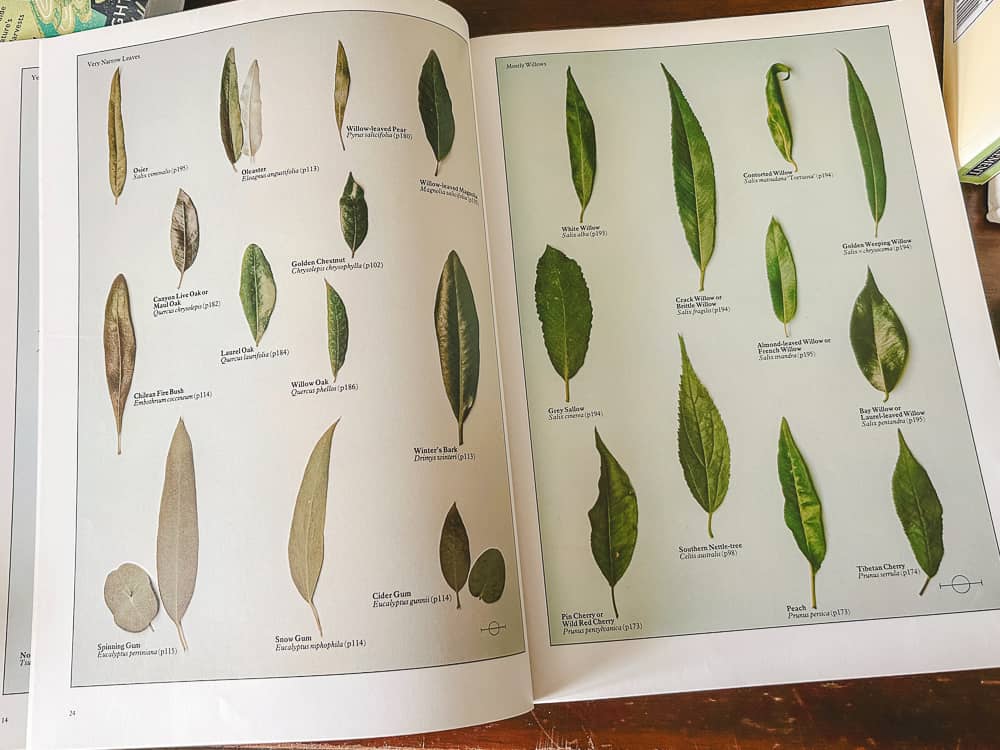 Very Narrow Leaves
Osier
Salix viminalis (p195)
Oleaster
Eleagnus angustifolia (p113)
Willow-leaved Pear
Pyrus salicifolia (p180)
Willow-leaved Magnolia
Magnolia salicifolia
Canyon Live Oak or
Maul Oak
Quercus chrysolepis (p182)
Golden Chestnut
Chrysolepis chrysophylla (p102)
Laurel Oak
Quercus laurifolia (p184)
Willow Oak
Quercus phellos (p186)
Chilean Fire Bush
Embothrium coccineum (p114)
Winter's Bark
Drimys winteri (p113)
Spinning Gum
Eucalyptus perriniana (p115)
Snow Gum
Eucalyptus niphophila (p114)
Cider Gum
Eucalyptus gunnii (p114)
24
Mostly Willows
White Willow
Salix alba (p193)
Crack Willow or
Brittle Willow
Salix fragilis (p194)
Contorted Willow
Salix matsudana 'Tortuosa' (p194)
Golden Weeping Willow
Salix × chrysocoma (p194)
Grey Sallow
Salix cinerea (p194)
Almond-leaved Willow or
French Willow
Salix triandra (p195)
Bay Willow or
Laurel-leaved Willow
Salix pentandra (p195)
Southern Nettle-tree
Celtis australis (p98)
Pin Cherry or
Wild Red Cherry
Prunus pensylvanica (p173)
Peach
Prunus persica (p173)
Tibetan Cherry
Prunus serrula (p174)
14